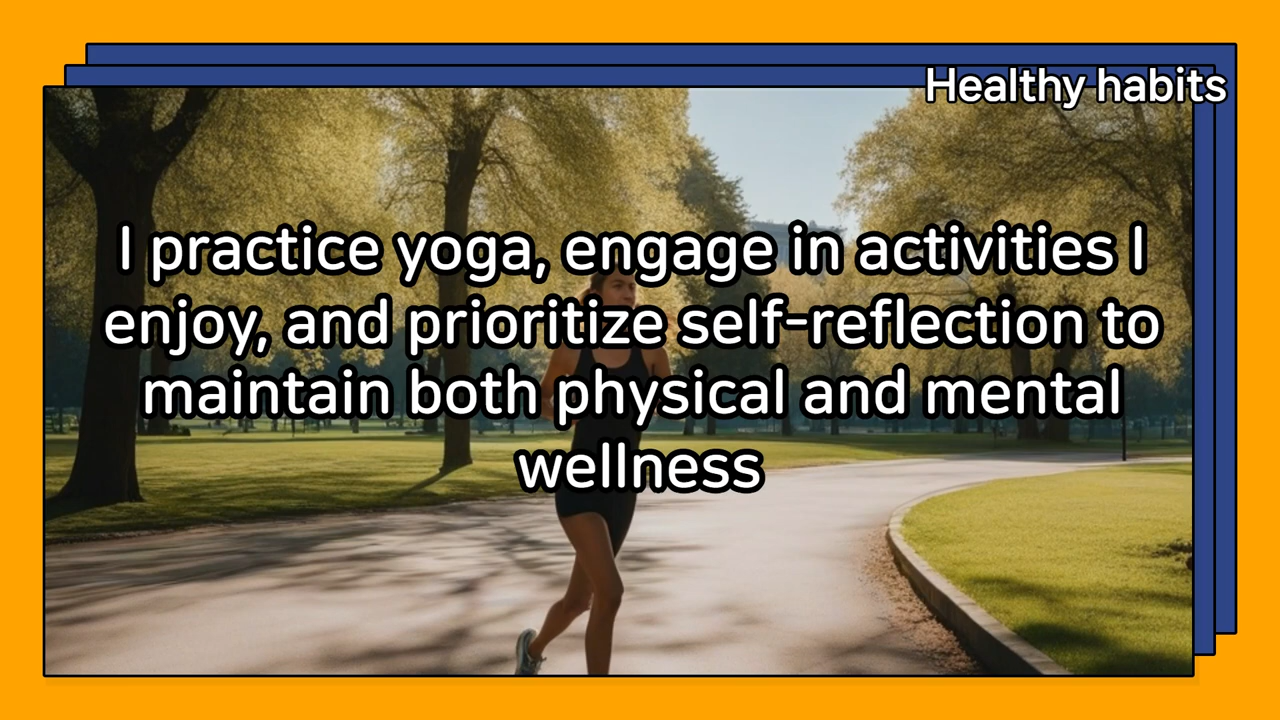 Healthy habits
I practice yoga, engage in activities I
enjoy, and prioritize self-reflection to
maintain both physical and mental
wellness